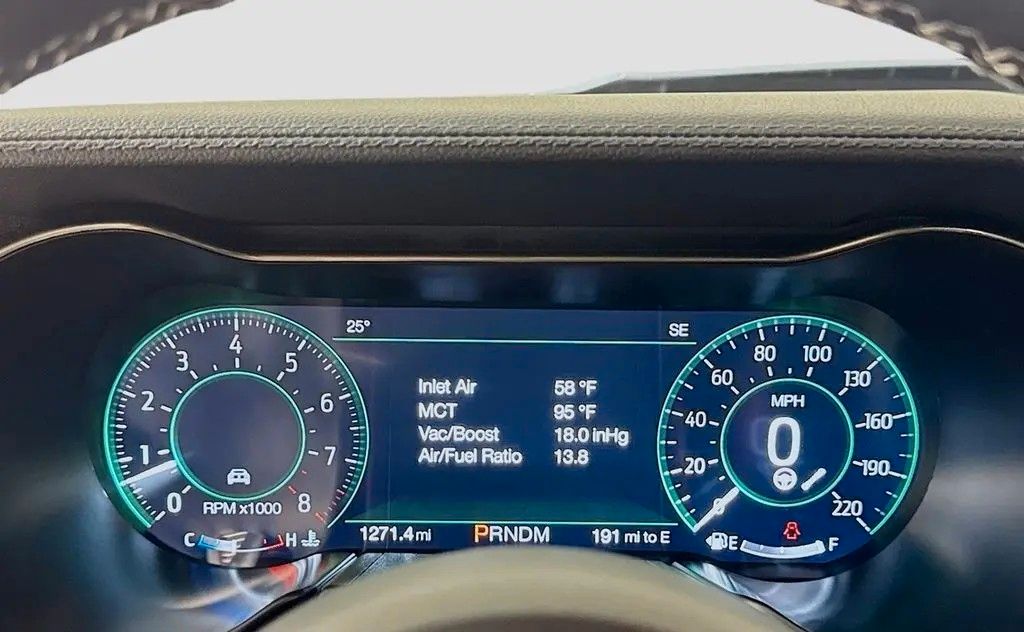 25°
SE
0
1
2
3
4
5
6
7
8
RPM x1000
C
H
Inlet Air 58 °F
MCT 95 °F
Vac/Boost 18.0 inHg
Air/Fuel Ratio 13.8
0
20
40
60
80
100
130
160
190
220
MPH
0
E
F
1271.4 mi
PRNDM
191 mi to E